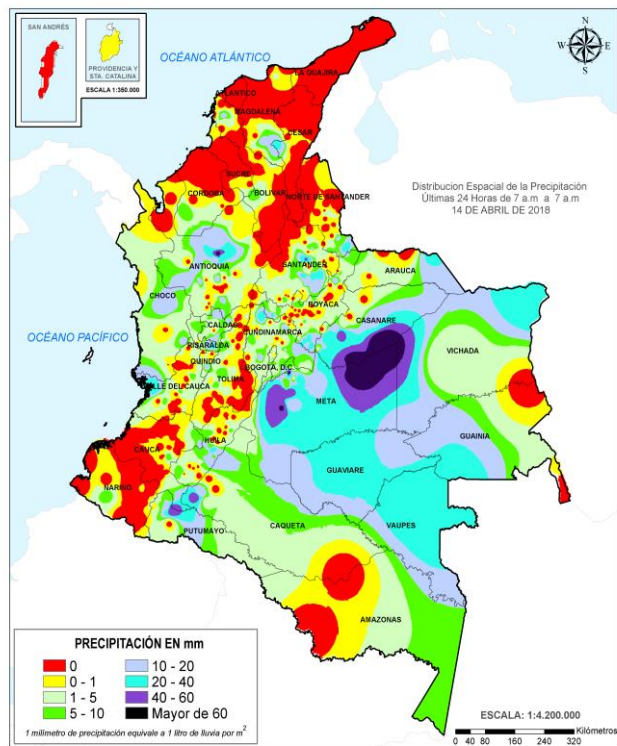 SAN ANDRÉS
PROVIDENCIA Y
STA. CATALINA
ESCALA 1:350.000
OCÉANO ATLÁNTICO
N
W
E
S
LA GUAJIRA
ATLANTICO
MAGDALENA
CESAR
SUCRE
CORDOBA
BOLIVAR
NORTE DE SANTANDER
Distribucion Espacial de la Precipitación
Últimas 24 Horas de 7 a.m a 7 a.m
14 DE ABRIL DE 2018
ANTIOQUIA
SANTANDER
ARAUCA
CHOCO
BOYACA
CASANARE
OCÉANO PACÍFICO
CALDAS
CUNDINAMARCA
RISARALDA
VICHADA
QUINDIO
BOGOTA, D.C.
TOLIMA
VALLE DEL CAUCA
META
GUAINIA
CAUCA
HUILA
GUAVIARE
NARIÑO
CAQUETA
VAUPES
PUTUMAYO
AMAZONAS
PRECIPITACIÓN EN mm
0
10 - 20
0 - 1
20 - 40
1 - 5
40 - 60
5 - 10
Mayor de 60
1 milimetro de precipitación equivale a 1 litro de lluvia por m²
ESCALA: 1:4.200.000
Kilómetros
0 40 80 160 240 320